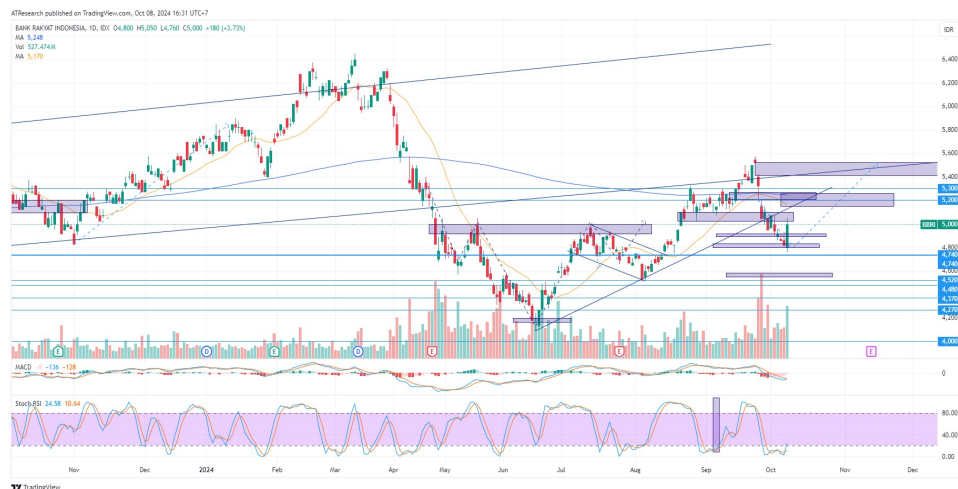 ATResearch published on TradingView.com, Oct 08, 2024 16:31 UTC+7
BANK RAKYAT INDONESIA, 1D, IDX O4,800 H5,050 L4,760 C5,000 +180 (+3.73%)
IDR
MA 5,248
Vol 527.474M
MA 5,170
6,400
6,200
6,000
5,800
5,600
5,400
5,300
5,200
BBRI 5,000
4,800
4,740
4,740
4,600
4,520
4,480
4,370
4,270
4,200
4,000
E D E D E E E
MACD -8 -136 -128
0
Stoch RSI 24.58 10.64
80.00
40.00
0.00
Nov Dec 2024 Feb Mar Apr May Jun Jul Aug Sep Oct Nov Dec
TradingView